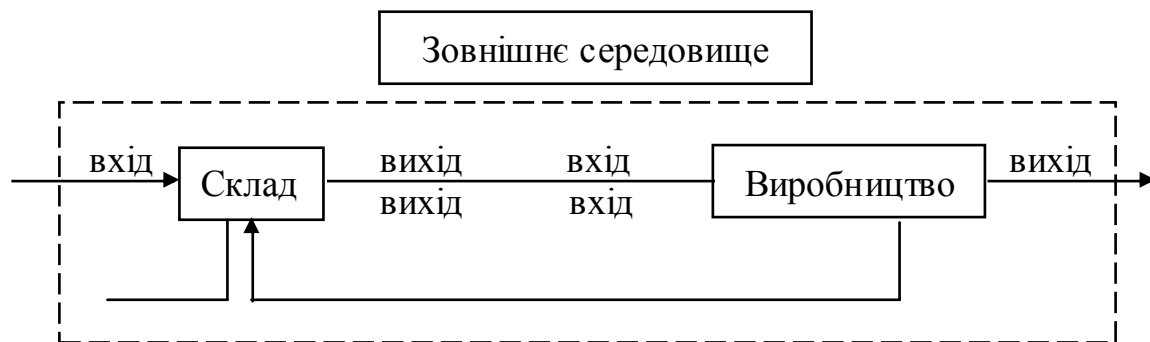 Зовнішнє середовище
вхід
Склад
вихід
вхід
Виробництво
вихід
вихід
вхід